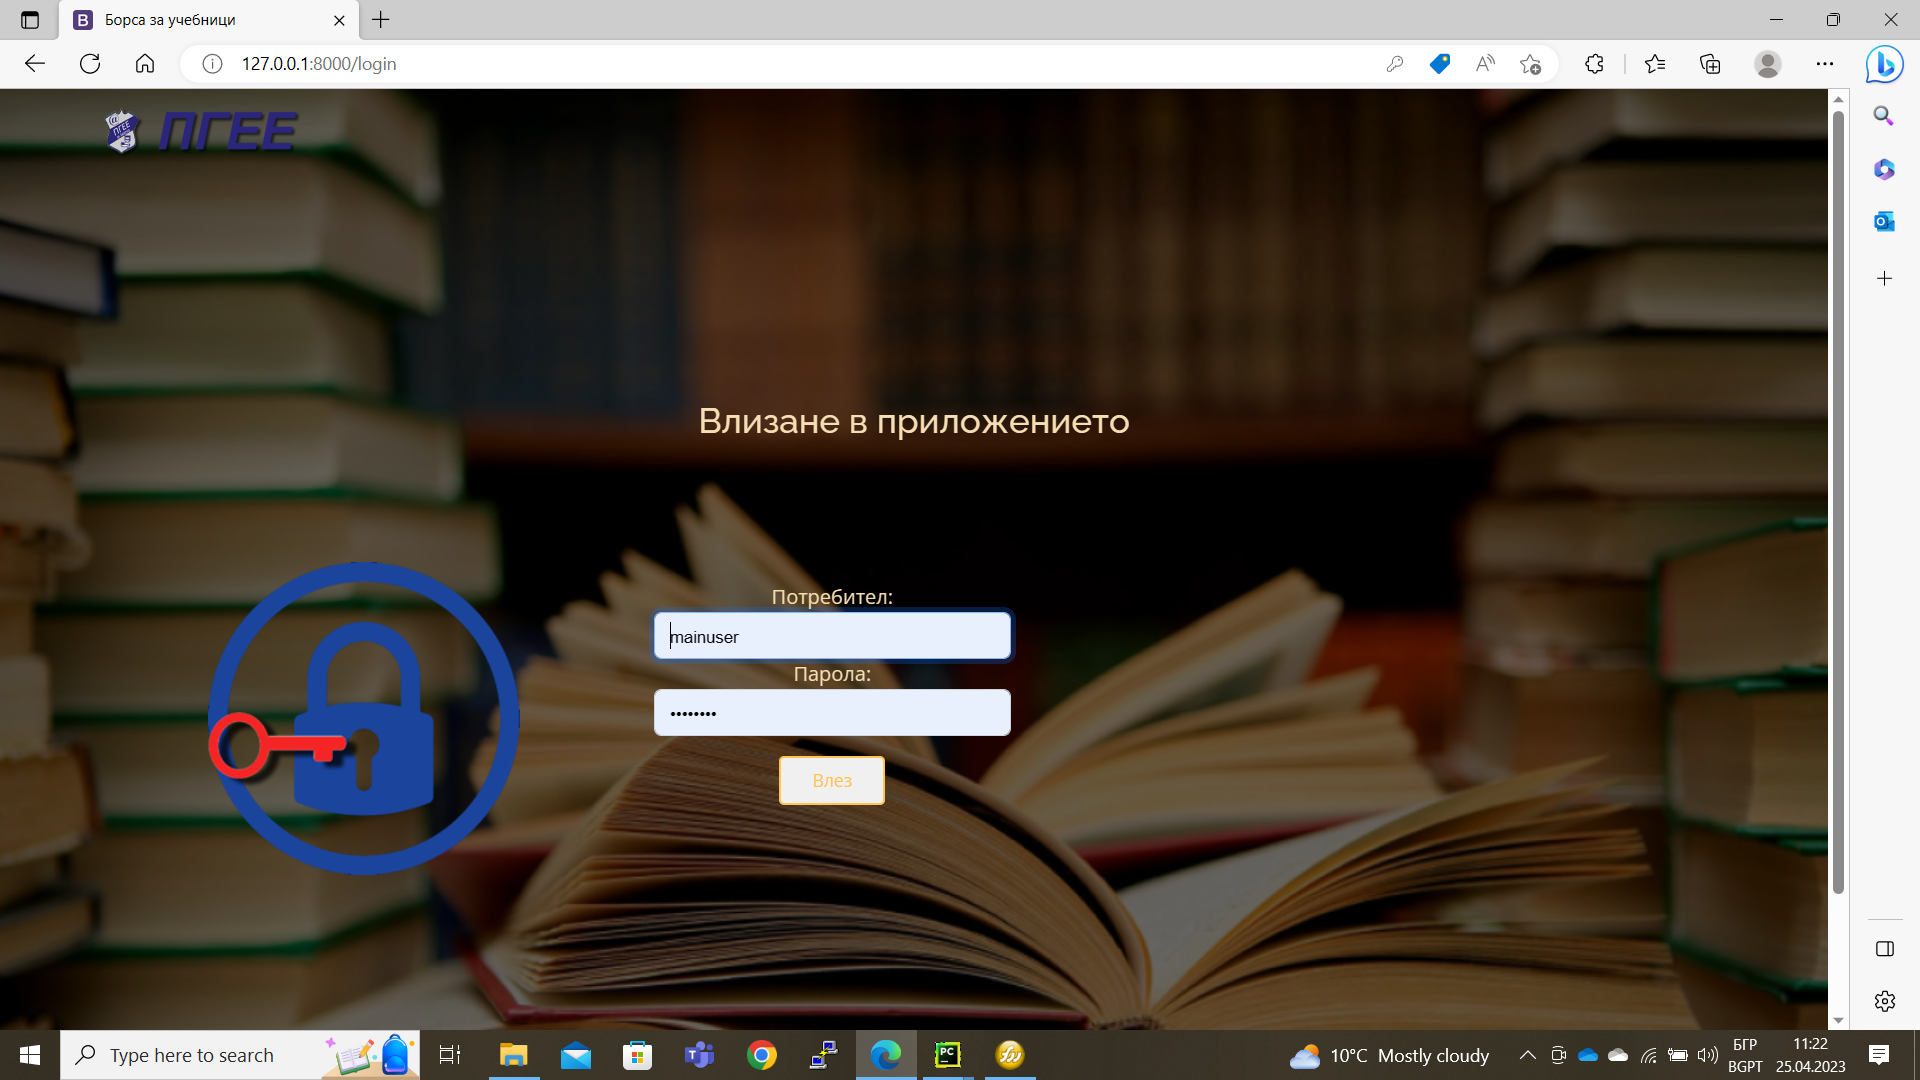 Борса за учебници
127.0.0.1:8000/login
ПГЕЕ
ПГЕЕ
Влизане в приложението
Потребител:
mainuser
Парола:
••••••••
Влез
Type here to search
10°C Mostly cloudy
БГР
BGPT
11:22
25.04.2023